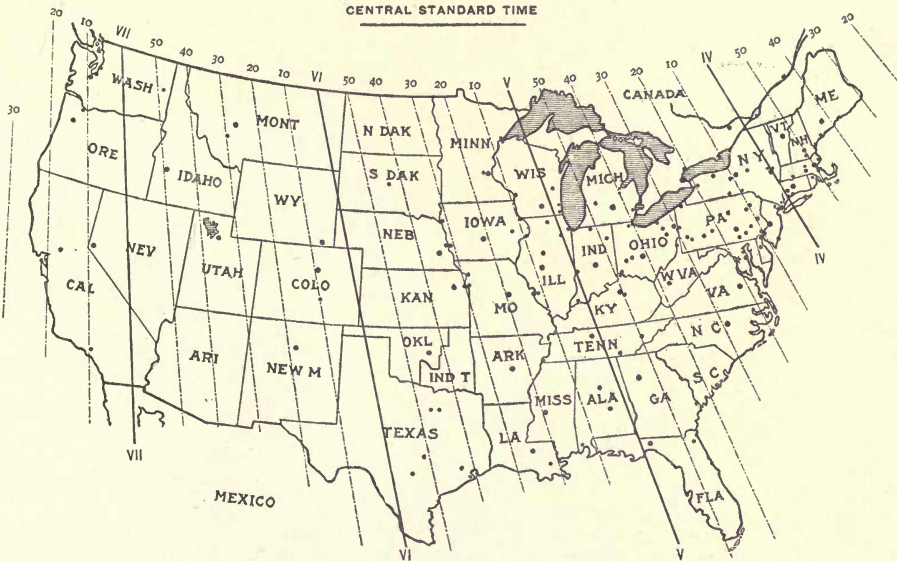 CENTRAL STANDARD TIME
20 10 VII 50 40 30 20 10 VI 50 40 30 20 10 V 50 40 30 20 10 IV 50 40 30 20
30
WASH
MONT
N DAK
MINN
CANADA
ME
VT
NH
ORE
IDAHO
S DAK
WIS
MICH
N Y
WY
IOWA
NEB
PA
NEV
UTAH
COLO
ILL
IND
OHIO
W VA
IV
CAL
KAN
MO
KY
VA
ARI
NEW M
OKL
IND T
ARK
TENN
N C
S C
MISS
ALA
GA
TEXAS
LA
VII
MEXICO
FLA
VI
V